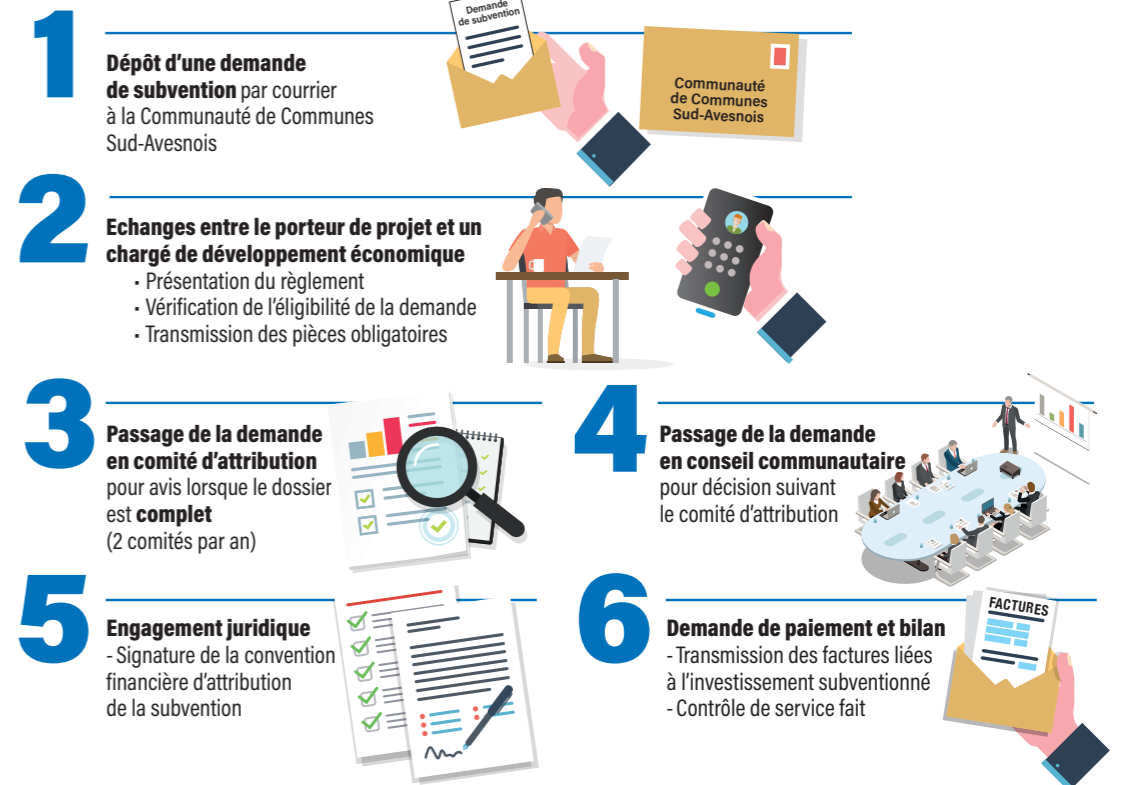 1
Demande
de subvention
Dépôt d'une demande
de subvention par courrier
à la Communauté de Communes
Sud-Avesnois
Communauté
de Communes
Sud-Avesnois
2
Echanges entre le porteur de projet et un
chargé de développement économique
· Présentation du règlement
· Vérification de l'éligibilité de la demande
· Transmission des pièces obligatoires
3
Passage de la demande
en comité d'attribution
pour avis lorsque le dossier
est complet
(2 comités par an)
4
Passage de la demande
en conseil communautaire
pour décision suivant
le comité d'attribution
5
Engagement juridique
- Signature de la convention
financière d'attribution
de la subvention
6
Demande de paiement et bilan
- Transmission des factures liées
à l'investissement subventionné
- Contrôle de service fait
FACTURES